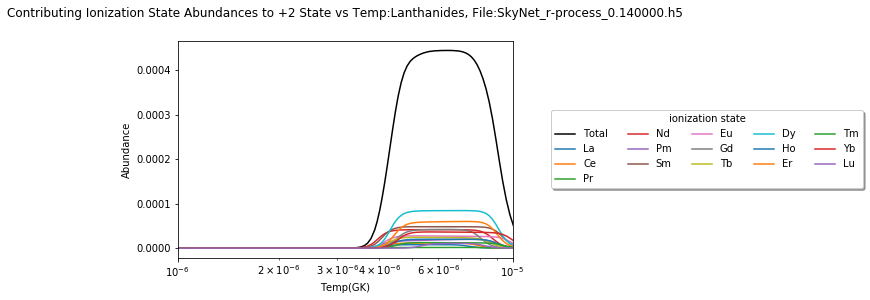 Contributing Ionization State Abundances to +2 State vs Temp:Lanthanides, File:SkyNet_r-process_0.140000.h5
0.0004
0.0003
0.0002
0.0001
0.0000
Abundance
10⁻⁶
2 × 10⁻⁶
3 × 10⁻⁶
4 × 10⁻⁶
6 × 10⁻⁶
10⁻⁵
Temp(GK)
ionization state
Total Nd Eu Dy Tm
La Pm Gd Ho Yb
Ce Sm Tb Er Lu
Pr